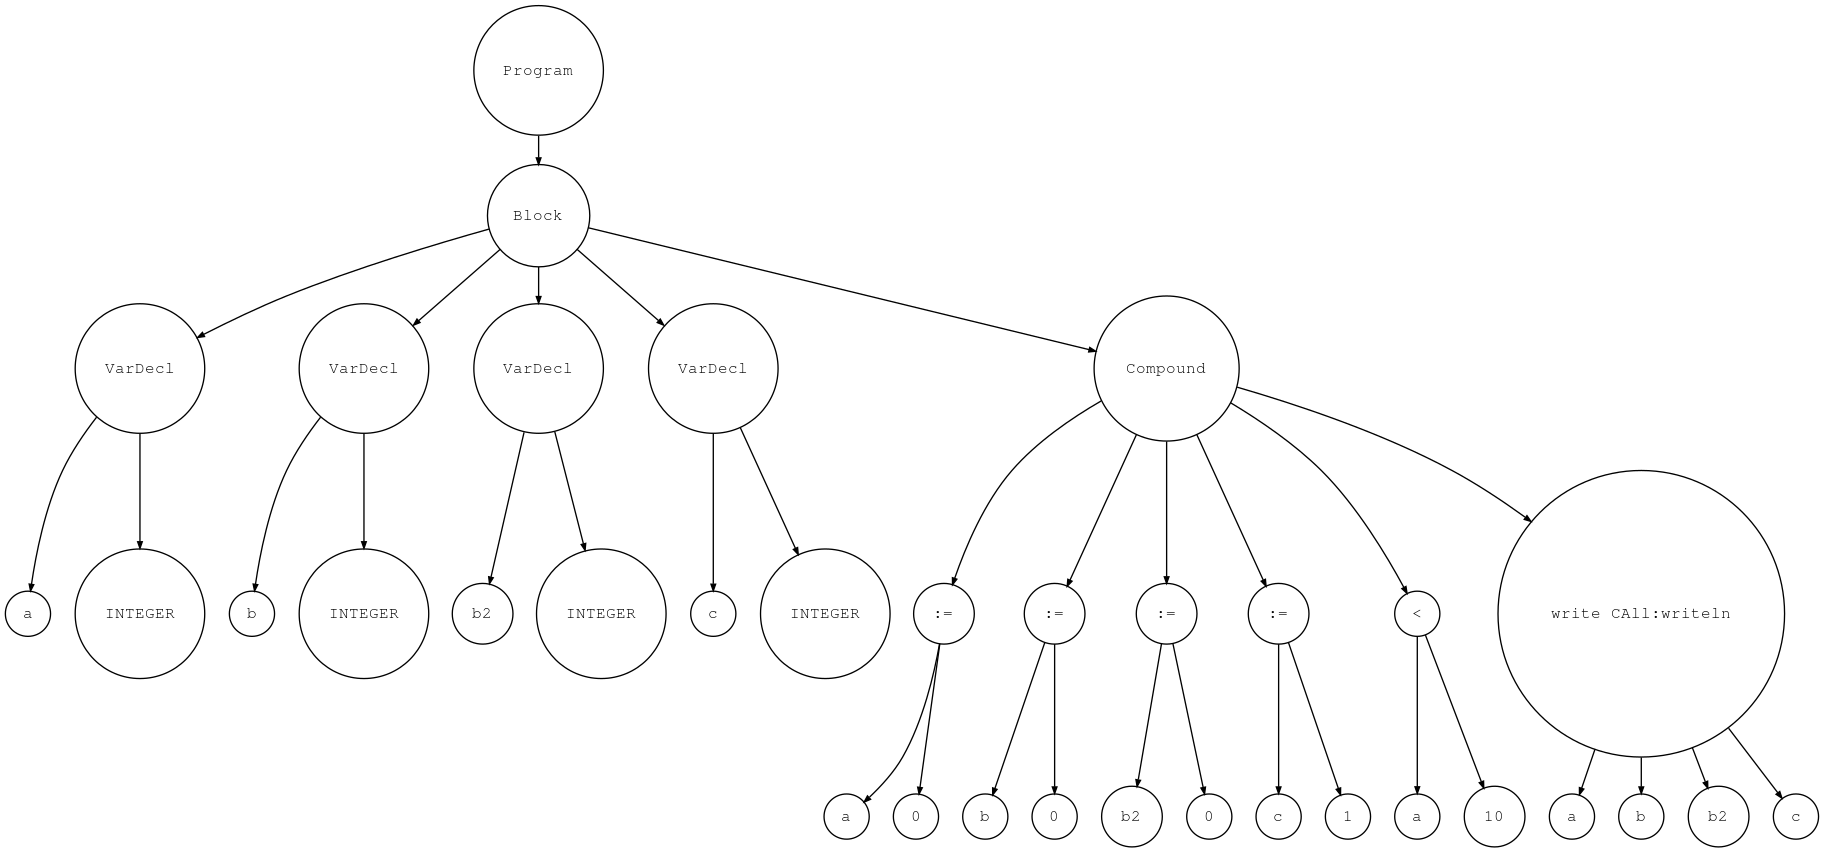 Program
Block
VarDecl VarDecl VarDecl VarDecl Compound
a INTEGER b INTEGER b2 INTEGER c INTEGER := := := := < write CAll:writeln
a 0 b 0 b2 0 c 1 a 10 a b b2 c